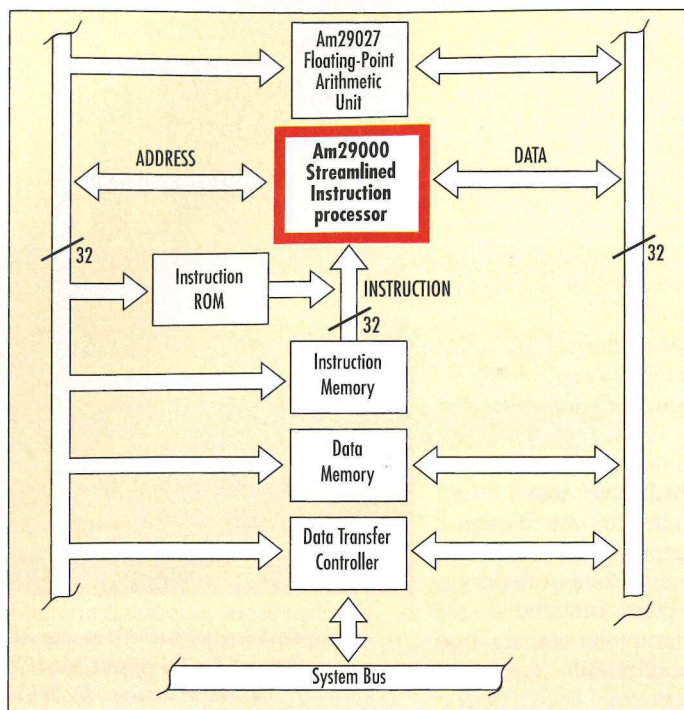 Am29027
Floating-Point
Arithmetic
Unit
ADDRESS
Am29000
Streamlined
Instruction
processor
DATA
32
32
Instruction
ROM
INSTRUCTION
32
Instruction
Memory
Data
Memory
Data Transfer
Controller
System Bus